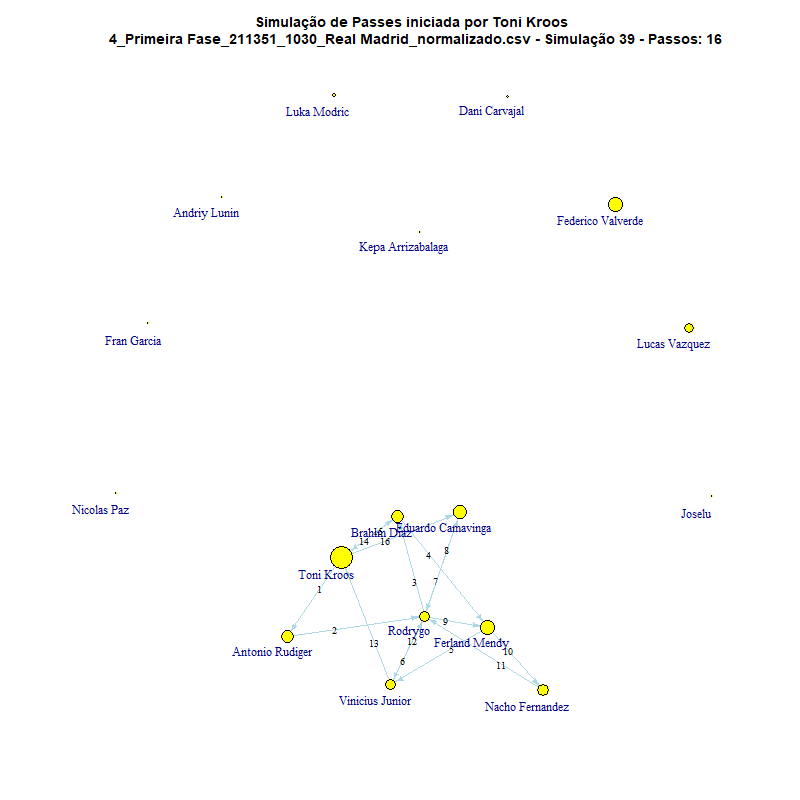 Simulação de Passes iniciada por Toni Kroos
4_Primeira Fase_211351_1030_Real Madrid_normalizado.csv - Simulação 39 - Passos: 16
Luka Modric
Dani Carvajal
Andriy Lunin
Federico Valverde
Kepa Arrizabalaga
Fran Garcia
Lucas Vazquez
Nicolas Paz
Joselu
Eduardo Camavinga
Brahim Diaz
14
16
8
4
Toni Kroos
7
3
1
9
2
Rodrygo
12
13
Ferland Mendy
5
10
Antonio Rudiger
6
11
Vinicius Junior
Nacho Fernandez